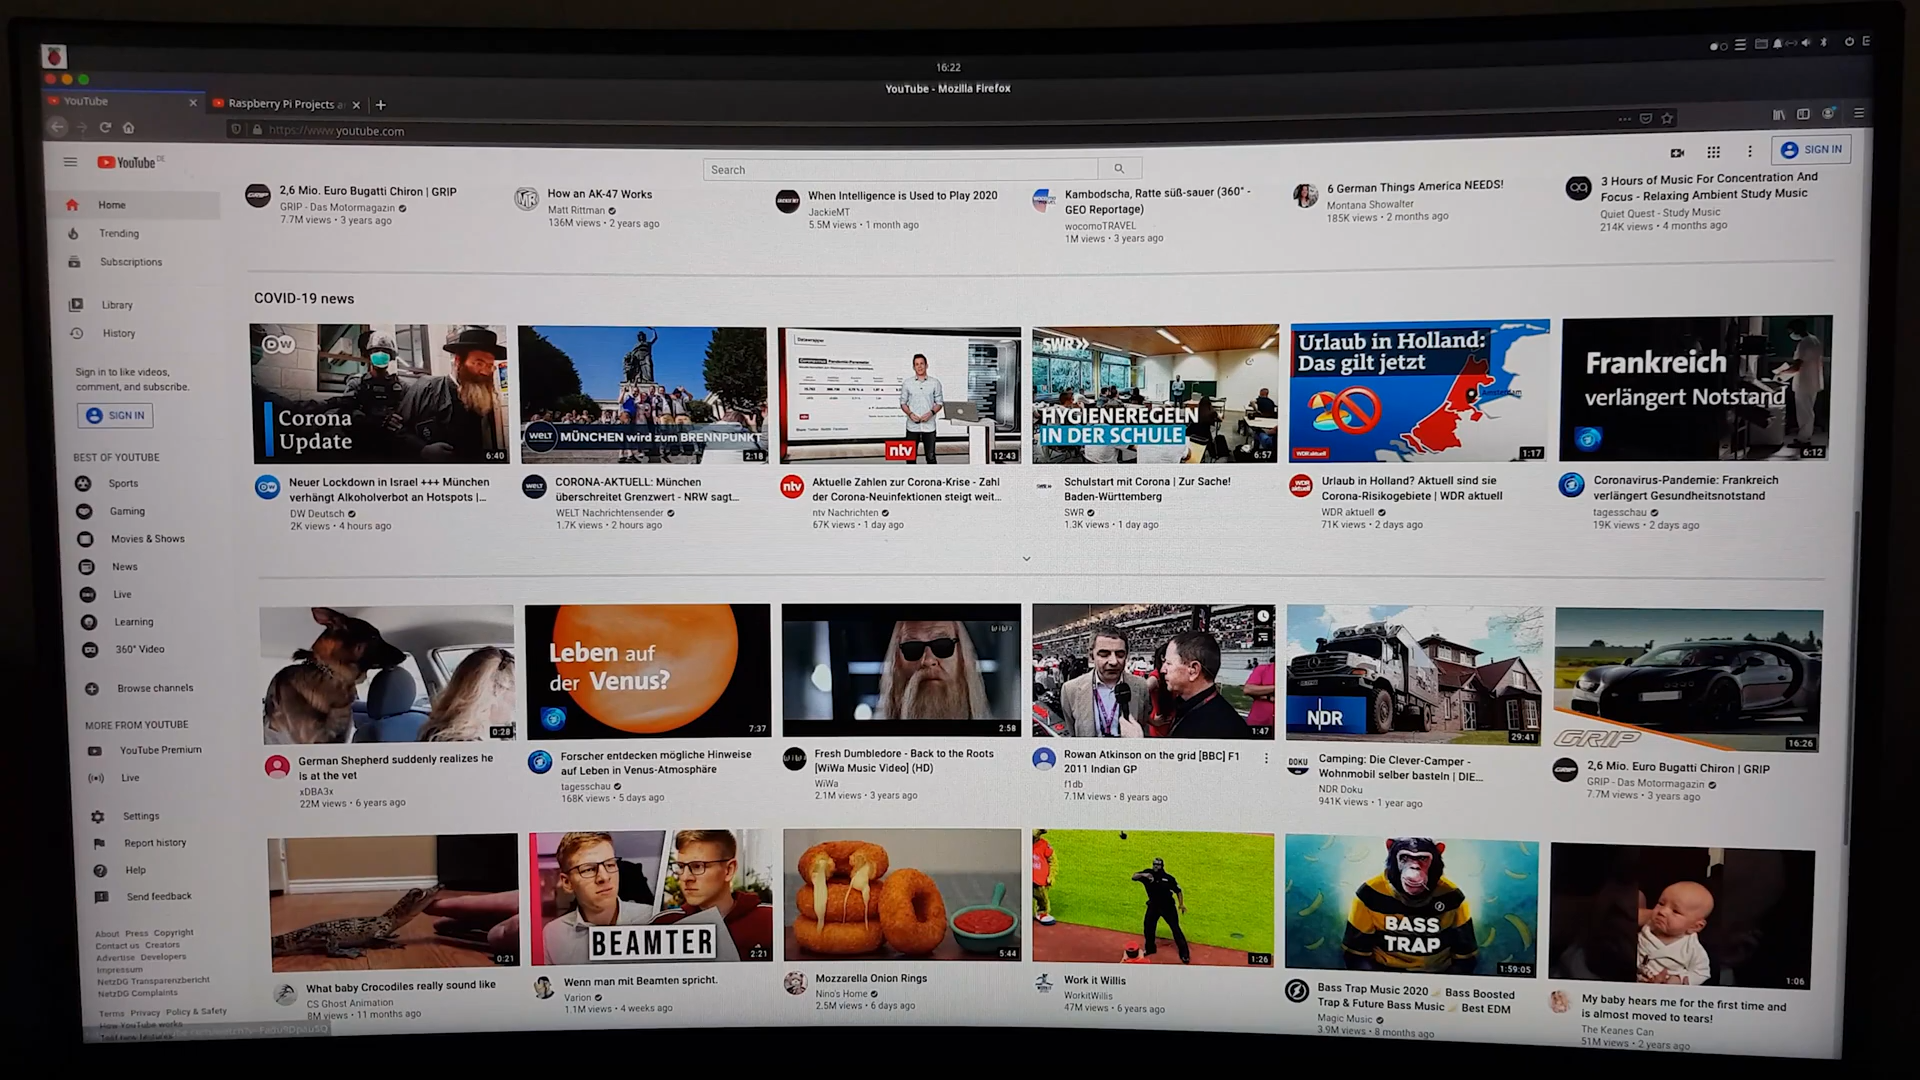 16:22
YouTube - Mozilla Firefox
YouTube
Raspberry Pi Projects a
https://www.youtube.com
YouTube DE
Search
SIGN IN
Home
Trending
Subscriptions
Library
History
Sign in to like videos,
comment, and subscribe.
SIGN IN
BEST OF YOUTUBE
Sports
Gaming
Movies & Shows
News
Live
Learning
360° Video
Browse channels
MORE FROM YOUTUBE
YouTube Premium
Live
Settings
Report history
Help
Send feedback
About Press Copyright
Contact us Creators
Advertise Developers
Impressum
NetzDG Transparenzbericht
NetzDG Complaints
Terms Privacy Policy & Safety
How YouTube works
Test new features
2,6 Mio. Euro Bugatti Chiron | GRIP
GRIP - Das Motormagazin
7.7M views • 3 years ago
How an AK-47 Works
Matt Rittman
136M views • 2 years ago
When Intelligence is Used to Play 2020
JackieMT
5.5M views • 1 month ago
Kambodscha, Ratte süß-sauer (360° -
GEO Reportage)
wocomoTRAVEL
1M views • 3 years ago
6 German Things America NEEDS!
Montana Showalter
185K views • 2 months ago
3 Hours of Music For Concentration And
Focus - Relaxing Ambient Study Music
Quiet Quest - Study Music
214K views • 4 months ago
COVID-19 news
DW
Corona
Update
6:40
Neuer Lockdown in Israel +++ München
verhängt Alkoholverbot an Hotspots |...
DW Deutsch
2K views • 4 hours ago
welt
MÜNCHEN wird zum BRENNPUNKT
2:18
CORONA-AKTUELL: München
überschreitet Grenzwert - NRW sagt...
WELT Nachrichtensender
1.7K views • 2 hours ago
ntv
12:43
Aktuelle Zahlen zur Corona-Krise - Zahl
der Corona-Neuinfektionen steigt weit...
ntv Nachrichten
67K views • 1 day ago
SWR
HYGIENEREGELN
IN DER SCHULE
6:57
Schulstart mit Corona | Zur Sache!
Baden-Württemberg
SWR
1.3K views • 1 day ago
Urlaub in Holland:
Das gilt jetzt
Amsterdam
WDR aktuell
1:17
Urlaub in Holland? Aktuell sind sie
Corona-Risikogebiete | WDR aktuell
WDR aktuell
71K views • 2 days ago
Frankreich
verlängert Notstand
6:12
Coronavirus-Pandemie: Frankreich
verlängert Gesundheitsnotstand
tagesschau
19K views • 2 days ago
0:28
German Shepherd suddenly realizes he
is at the vet
xDBA3x
22M views • 6 years ago
Leben auf
der Venus?
7:37
Forscher entdecken mögliche Hinweise
auf Leben in Venus-Atmosphäre
tagesschau
168K views • 5 days ago
WiWa
2:58
Fresh Dumbledore - Back to the Roots
[WiWa Music Video] (HD)
WiWa
2.1M views • 3 years ago
1:47
Rowan Atkinson on the grid [BBC] F1
2011 Indian GP
f1db
7.1M views • 8 years ago
NDR
29:41
DOKU
Camping: Die Clever-Camper -
Wohnmobil selber basteln | DIE...
NDR Doku
941K views • 1 year ago
GRIP
16:26
2,6 Mio. Euro Bugatti Chiron | GRIP
GRIP - Das Motormagazin
7.7M views • 3 years ago
0:21
What baby Crocodiles really sound like
CS Ghost Animation
8M views • 11 months ago
BEAMTER
2:21
Wenn man mit Beamten spricht.
Varion
1.1M views • 4 weeks ago
5:44
Mozzarella Onion Rings
Nino's Home
2.5M views • 6 days ago
1:26
Work it Willis
WorkitWillis
47M views • 6 years ago
BASS
TRAP
1:59:05
Bass Trap Music 2020 Bass Boosted
Trap & Future Bass Music Best EDM
Magic Music
3.9M views • 8 months ago
1:06
My baby hears me for the first time and
is almost moved to tears!
The Keanes Can
51M views • 2 years ago